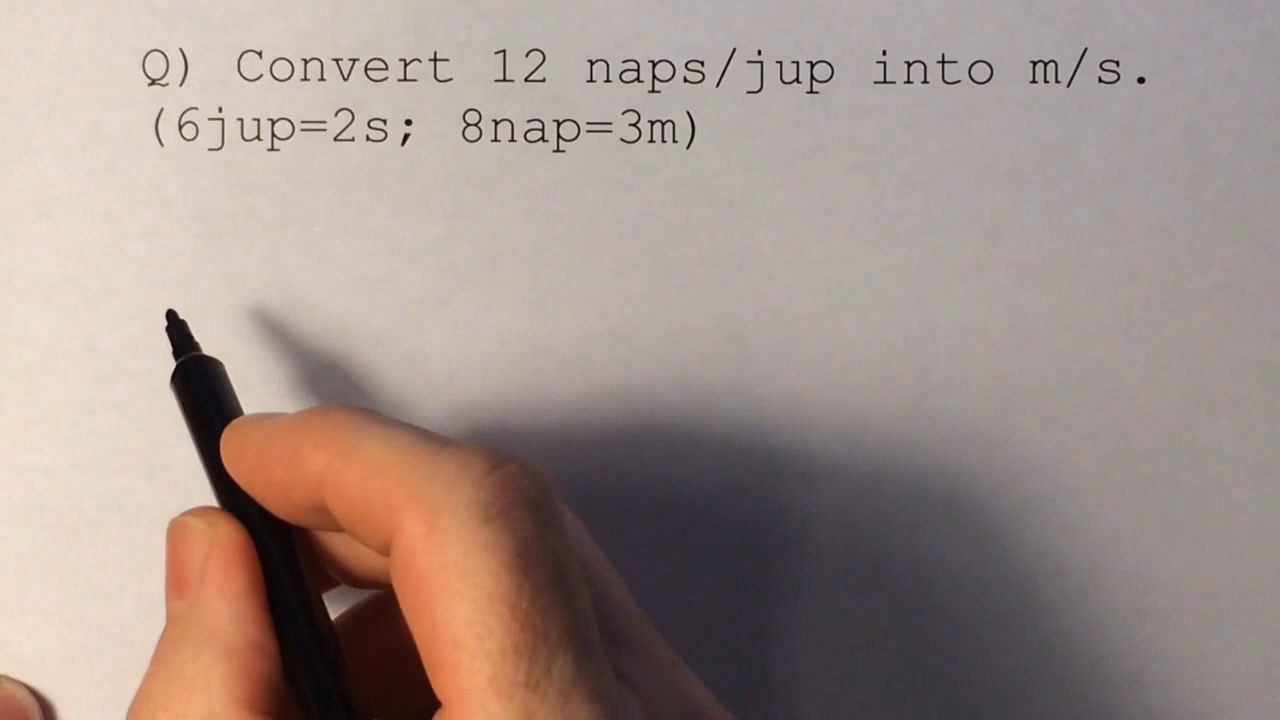 Q) Convert 12 naps/jup into m/s.
(6jup=2s; 8nap=3m)